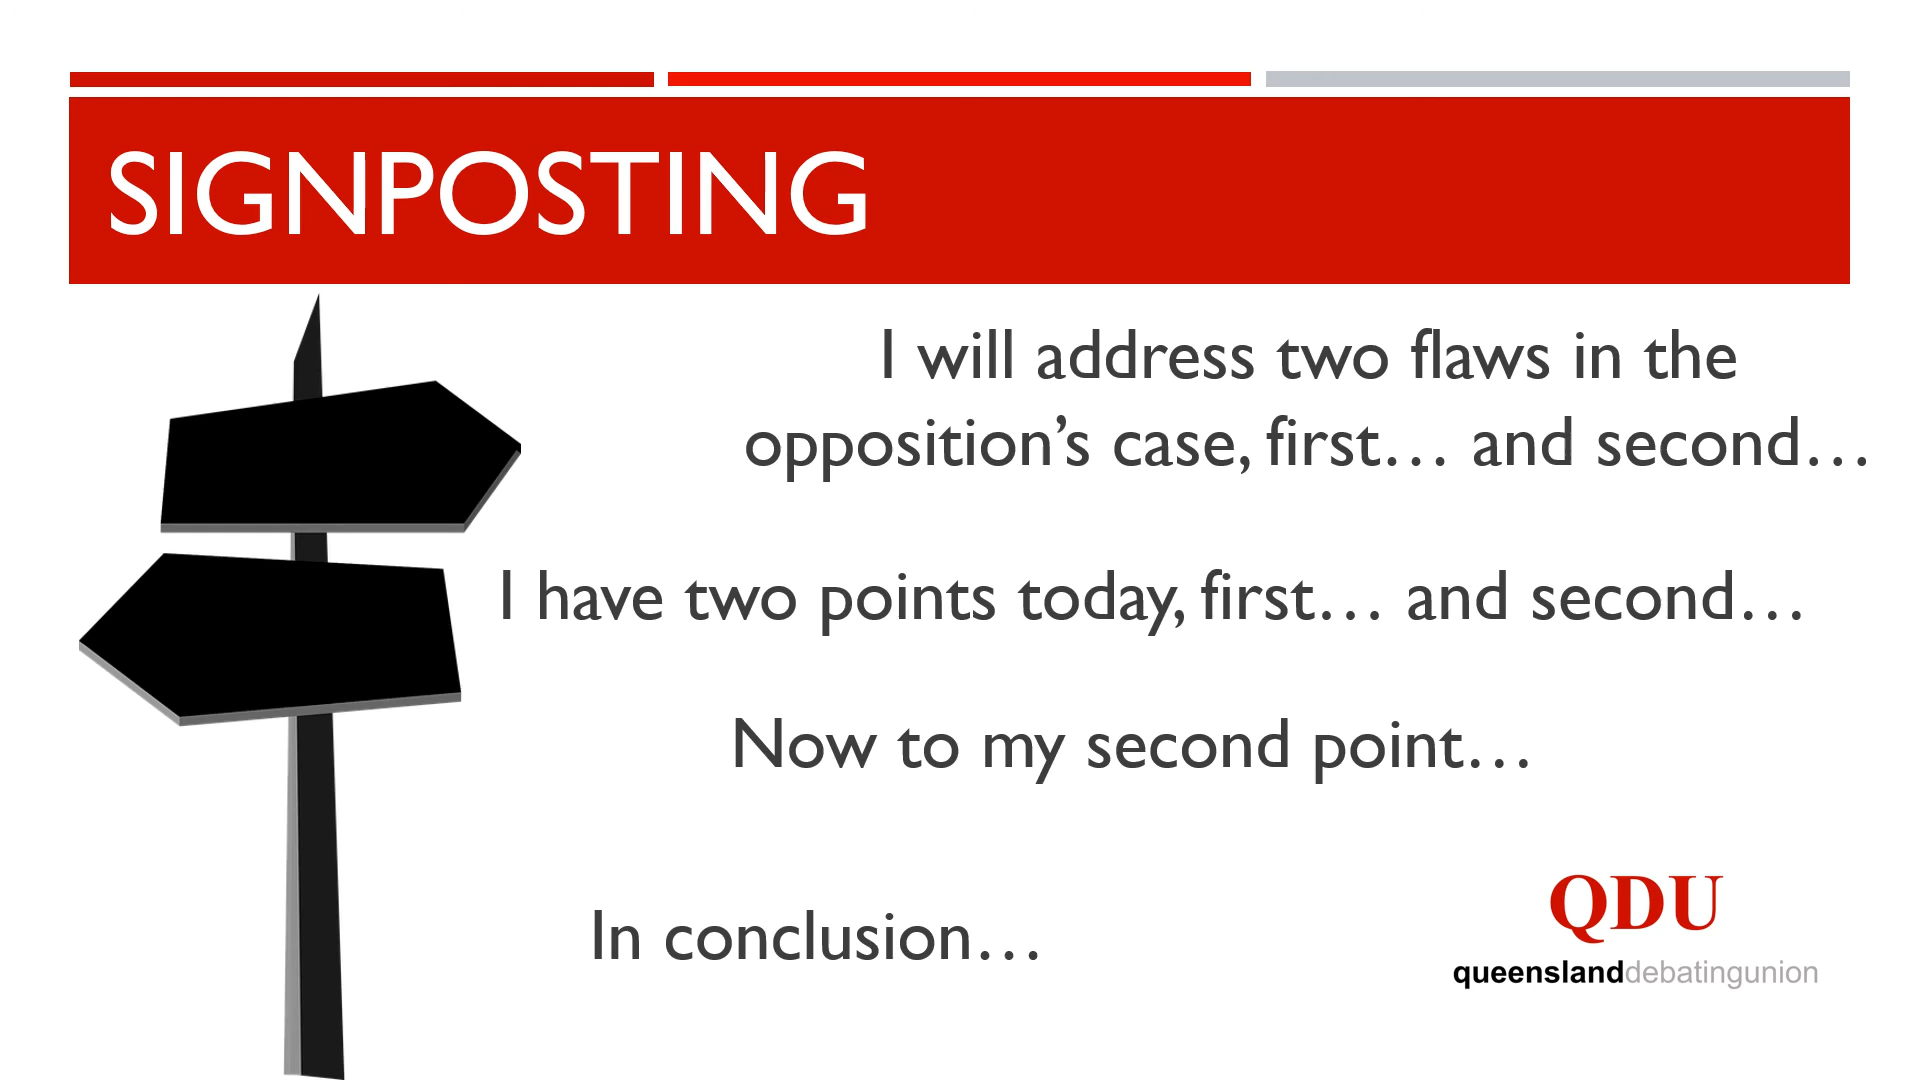 SIGNPOSTING
I will address two flaws in the
opposition’s case, first… and second…
I have two points today, first… and second…
Now to my second point…
In conclusion…
QDU
queenslanddebatingunion